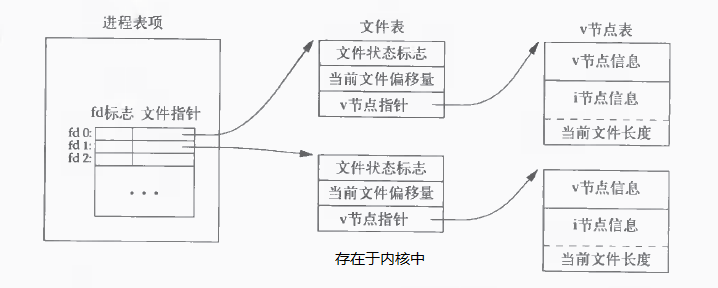 进程表项
fd标志 文件指针
fd 0:
fd 1:
fd 2:
...
文件表
文件状态标志
当前文件偏移量
v节点指针
文件状态标志
当前文件偏移量
v节点指针
存在于内核中
v节点表
v节点信息
i节点信息
当前文件长度
v节点信息
i节点信息
当前文件长度